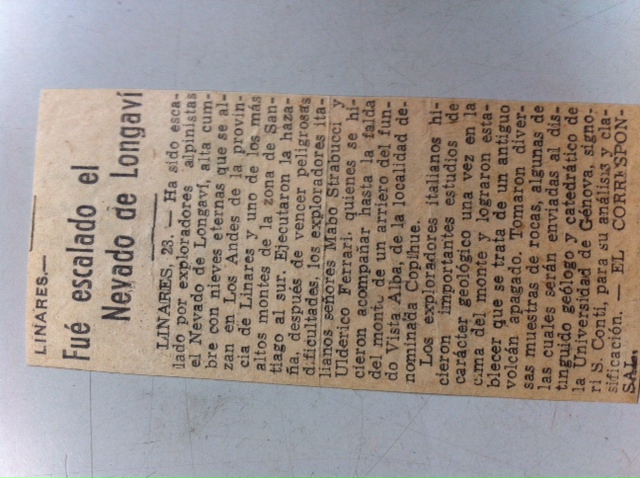 LINARES.—
Fué escalado el
Nevado de Longaví
LINARES, 23. — Ha sido esca-
lado por exploradores alpinistas
el Nevado de Longaví, alta cum-
bre con nieves eternas que se al-
zan en Los Andes de la provin-
cia de Linares y uno de los más
altos montes de la zona de San-
tiago al sur. Ejecutaron la haza-
ña, después de vencer peligrosas
dificultades, los exploradores ita-
lianos señores Mabo Strabucci y
Ulderico Ferrari, quienes se hi-
cieron acompañar hasta la falda
del monte de un arriero del fun-
do Vista Alba, de la localidad de-
nominada Copihue.
Los exploradores italianos hi-
cieron importantes estudios de
carácter geológico una vez en la
cima del monte y lograron esta-
blecer que se trata de un antiguo
volcán apagado. Tomaron diver-
sas muestras de rocas, algunas de
las cuales serán enviadas al dis-
tinguido geólogo y catedrático de
la Universidad de Génova, signo-
ri S. Conti, para su análisis y cla-
sificación. — EL CORRESPON-
SAL.